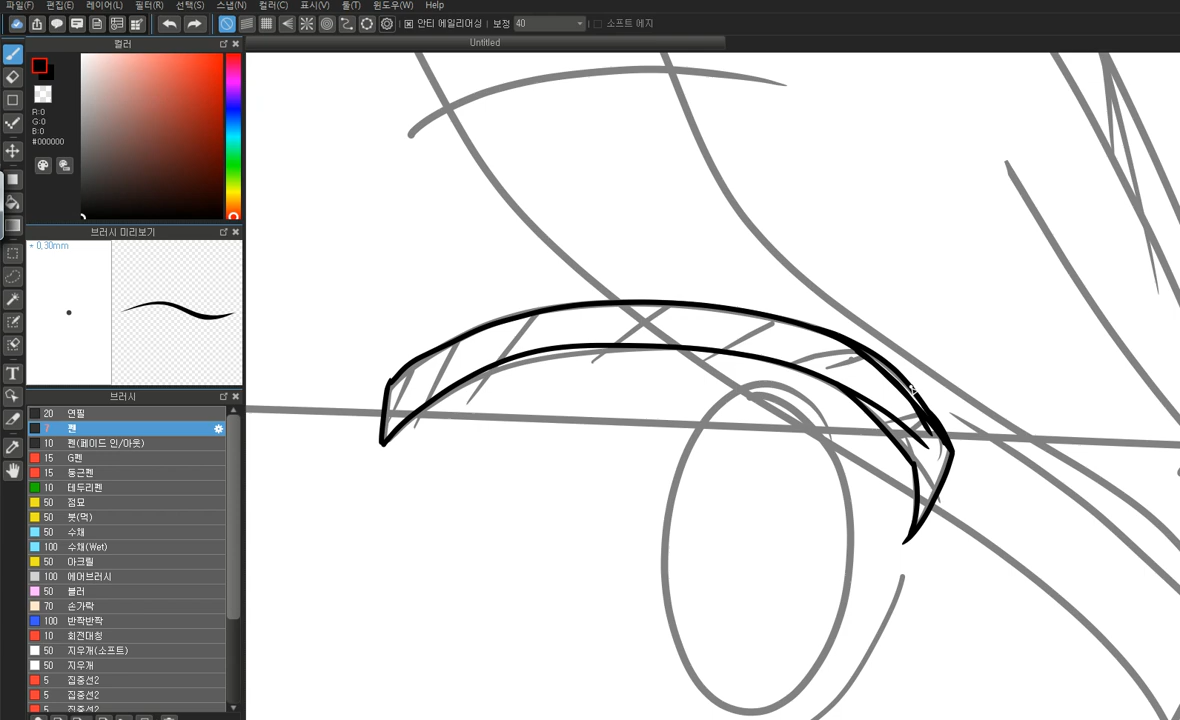 파일(F) 편집(E) 레이어(L) 필터(R) 선택(S) 스냅(N) 컬러(C) 표시(V) 툴(T) 윈도우(W) Help
안티 에일리어싱 보정 40 소프트 에지
컬러
Untitled
R:0
G:0
B:0
#000000
브러시 미리보기
* 0.30mm
브러시
20 연필
7 펜
10 펜(페이드 인/아웃)
15 G펜
15 둥근펜
10 테두리펜
50 점묘
50 붓(먹)
50 수채
100 수채(Wet)
50 아크릴
100 에어브러시
50 블러
70 손가락
100 반짝반짝
10 회전대칭
50 지우개(소프트)
50 지우개
5 집중선2
5 집중선2
5 집중선2